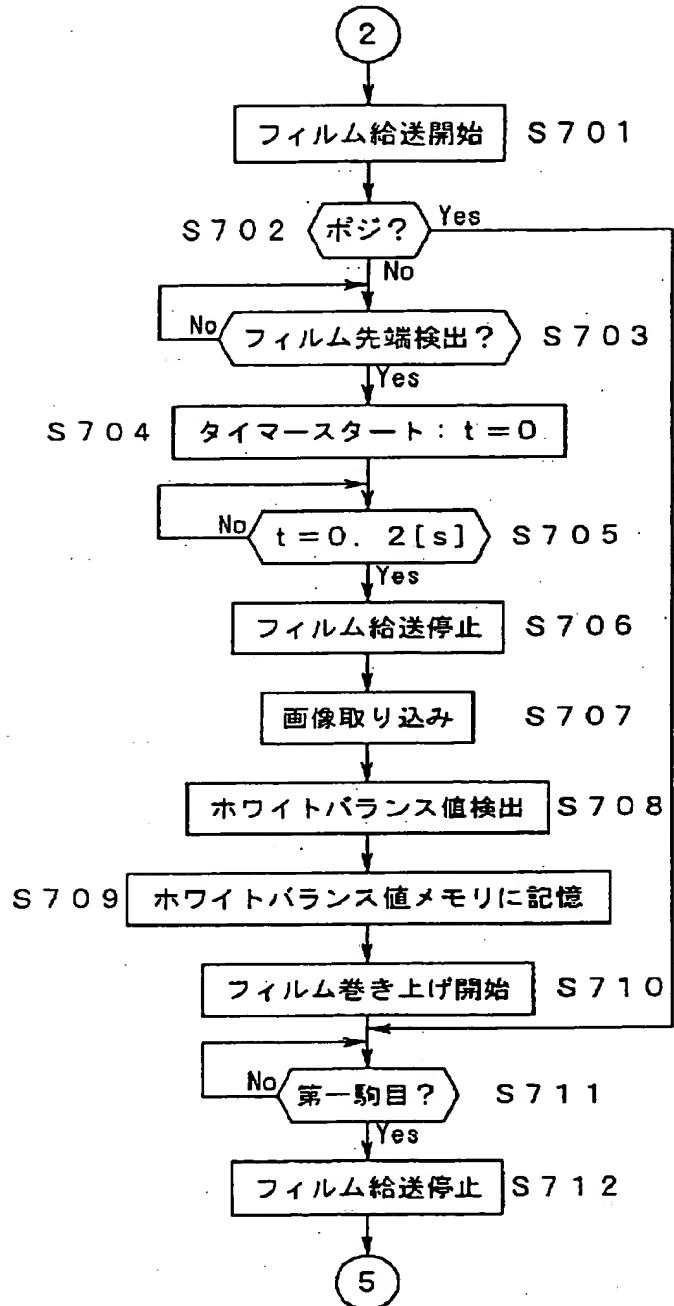 2
フィルム給送開始 S701
S702 ポジ? Yes
No
No フィルム先端検出? S703
Yes
S704 タイマースタート:t=0
No t=0.2[s] S705
Yes
フィルム給送停止 S706
画像取り込み S707
ホワイトバランス値検出 S708
S709 ホワイトバランス値メモリに記憶
フィルム巻き上げ開始 S710
No 第一駒目? S711
Yes
フィルム給送停止 S712
5